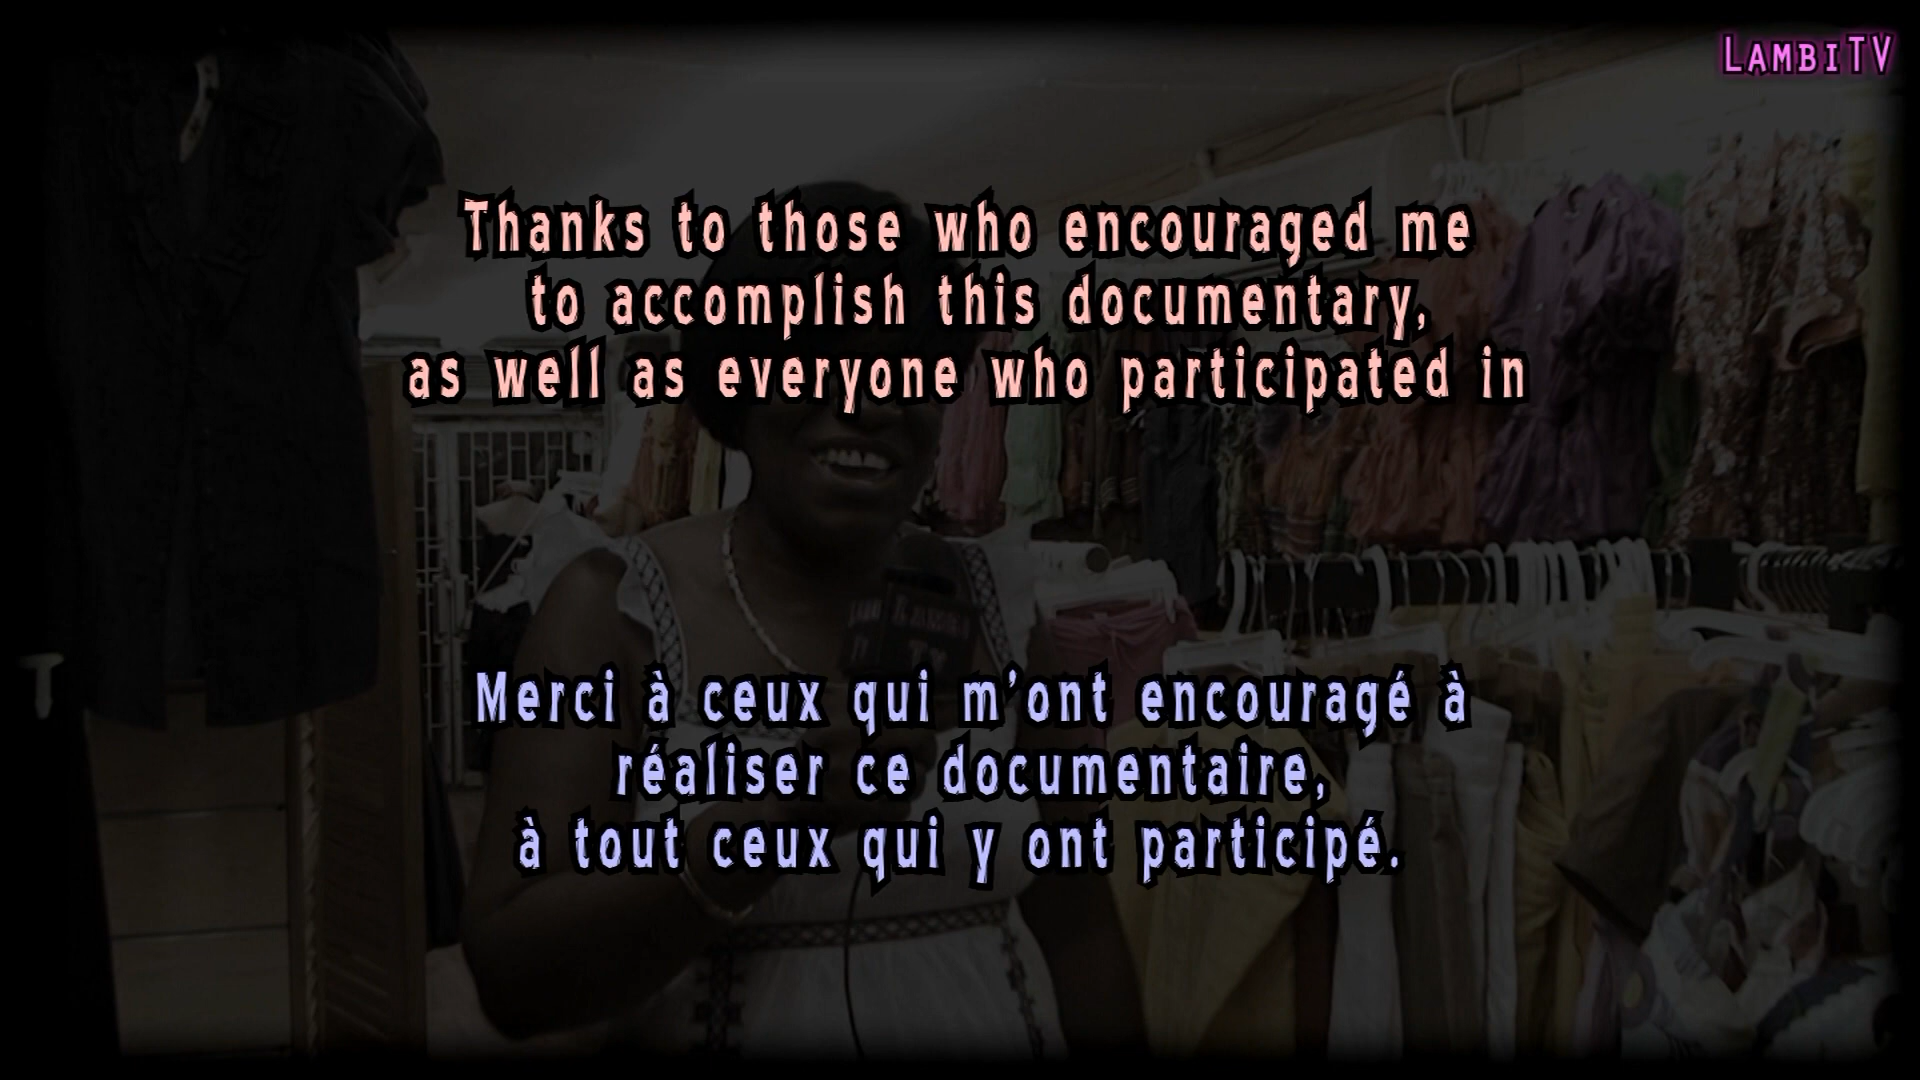 LambiTV
Thanks to those who encouraged me
to accomplish this documentary,
as well as everyone who participated in
Merci à ceux qui m'ont encouragé à
réaliser ce documentaire,
à tout ceux qui y ont participé.